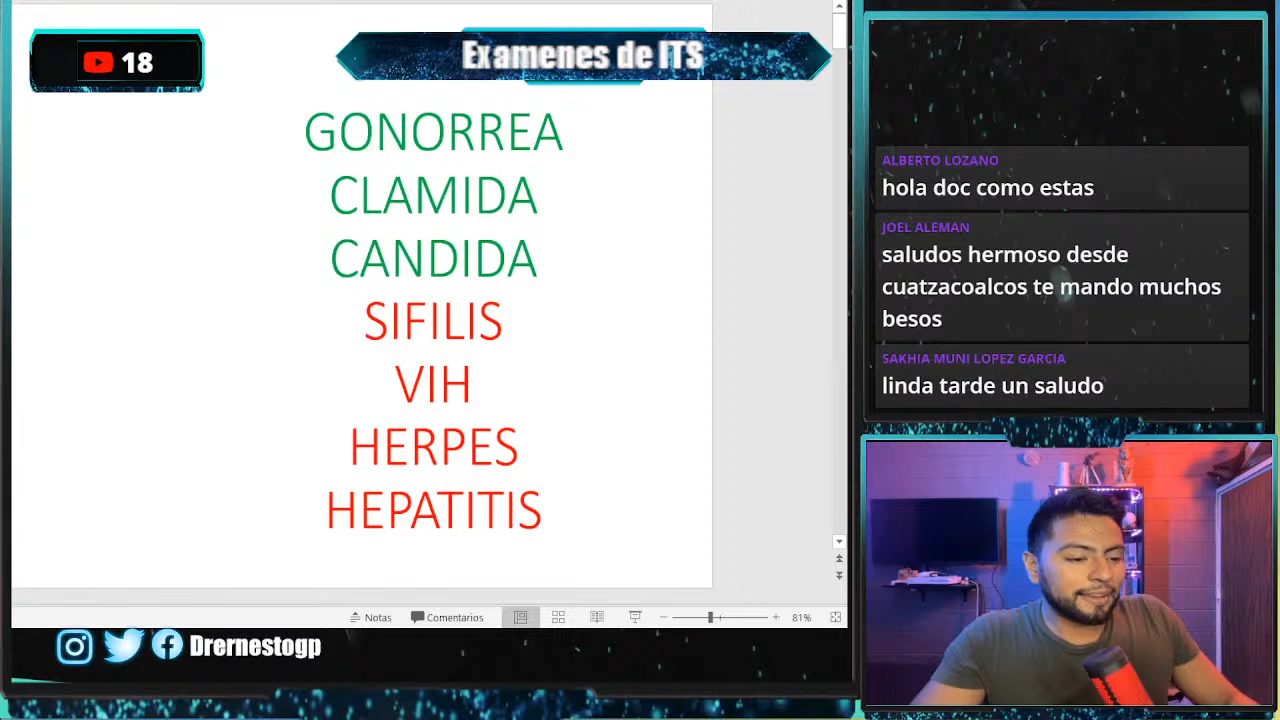 18
Examenes de ITS
GONORREA
CLAMIDA
CANDIDA
SIFILIS
VIH
HERPES
HEPATITIS
Notas
Comentarios
81%
Drernestogp
ALBERTO LOZANO
hola doc como estas
JOEL ALEMAN
saludos hermoso desde
cuatzacoalcos te mando muchos
besos
SAKHIA MUNI LOPEZ GARCIA
linda tarde un saludo